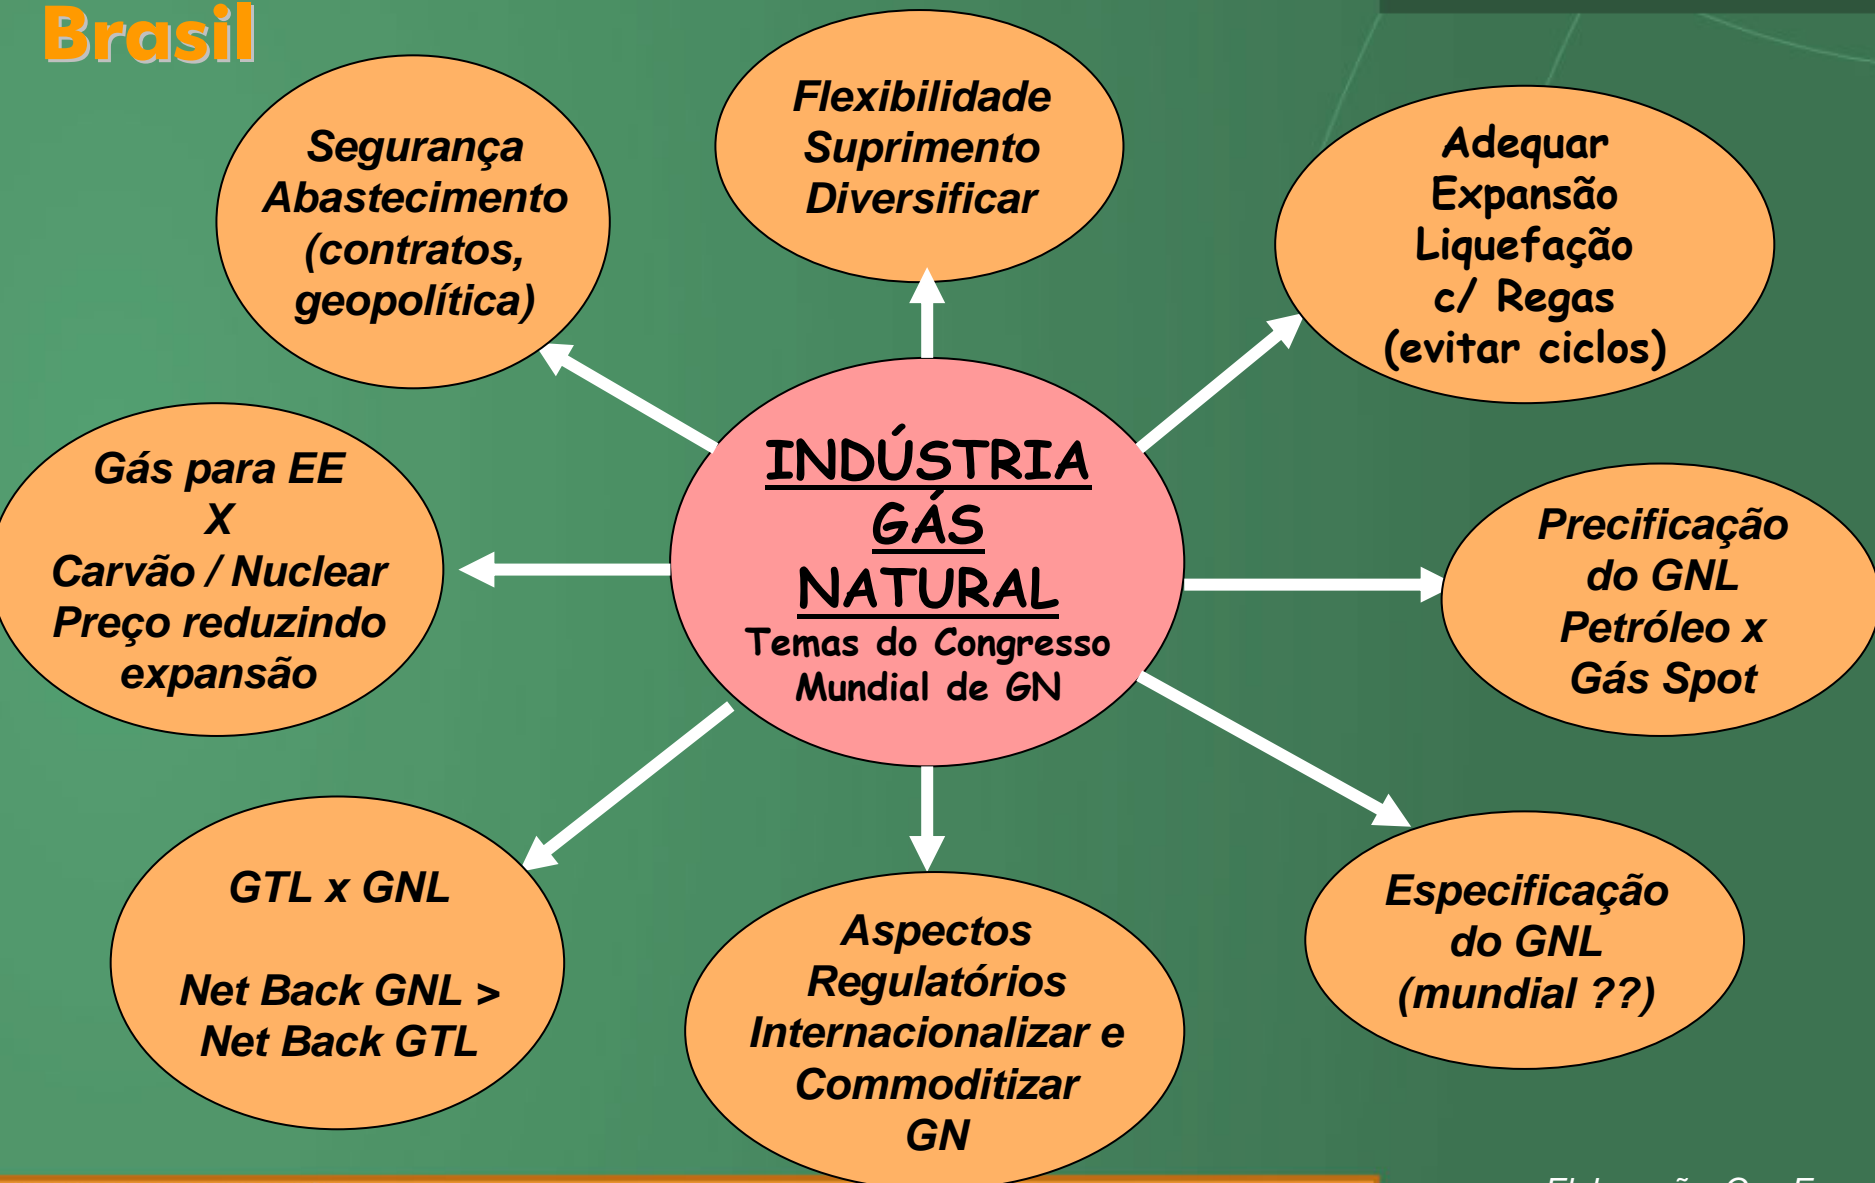 Brasil
Flexibilidade
Suprimento
Diversificar
Segurança
Abastecimento
(contratos,
geopolítica)
Adequar
Expansão
Liquefação
c/ Regas
(evitar ciclos)
Gás para EE
X
Carvão / Nuclear
Preço reduzindo
expansão
INDÚSTRIA
GÁS
NATURAL
Temas do Congresso
Mundial de GN
Precificação
do GNL
Petróleo x
Gás Spot
GTL x GNL
Net Back GNL >
Net Back GTL
Aspectos
Regulatórios
Internacionalizar e
Commoditizar
GN
Especificação
do GNL
(mundial ??)